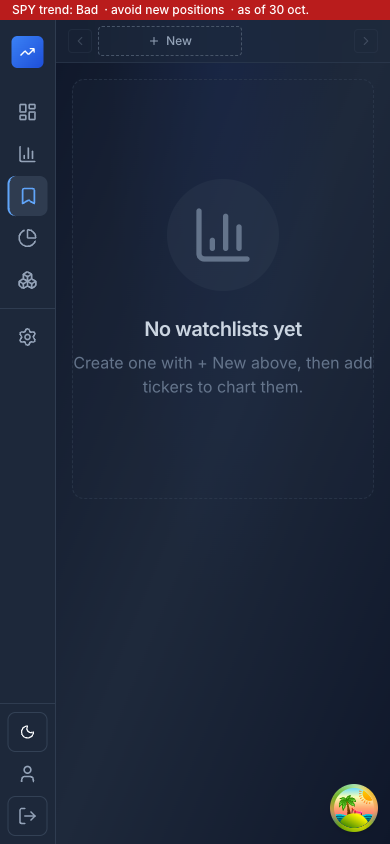 SPY trend: Bad · avoid new positions · as of 30 oct.
+ New
No watchlists yet
Create one with + New above, then add
tickers to chart them.